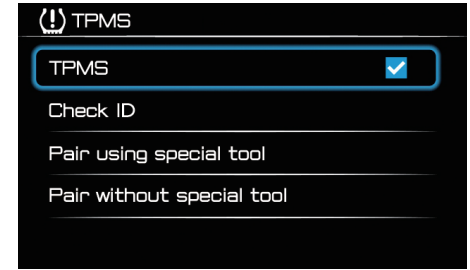 TPMS
TPMS
Check ID
Pair using special tool
Pair without special tool